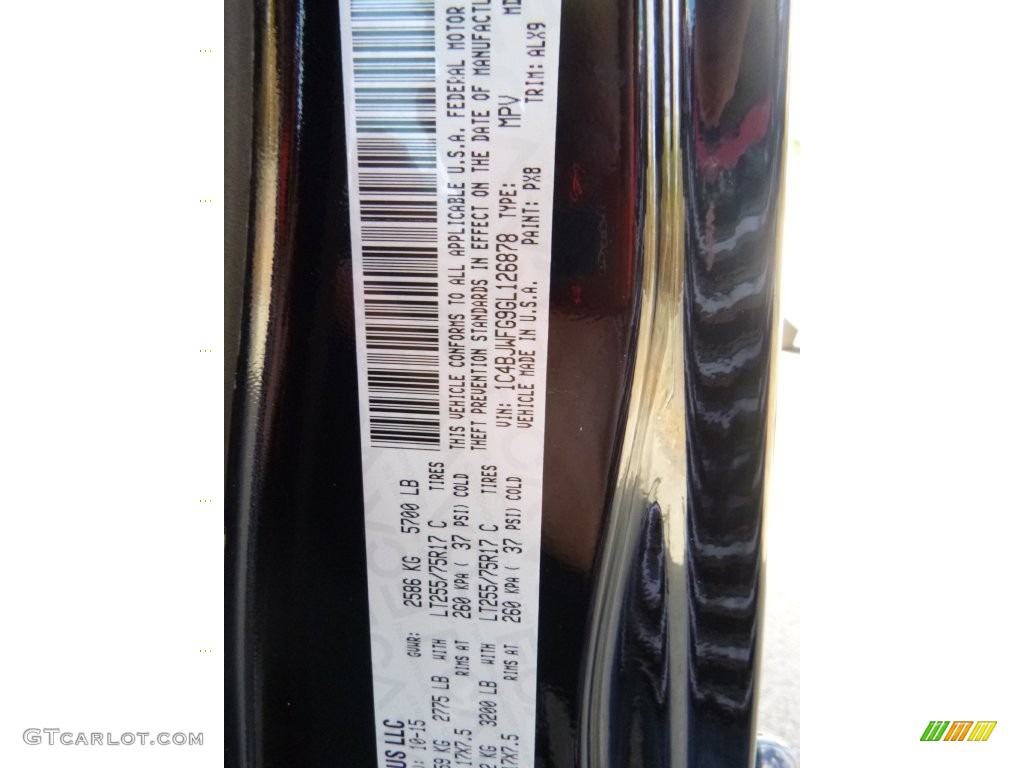 US LLC
10-15 GVWR: 2586 KG 5700 LB
KG 2775 LB WITH LT255/75R17 C TIRES
17X7.5 RIMS AT 260 KPA ( 37 PSI) COLD
KG 3200 LB WITH LT255/75R17 C TIRES
RIMS AT 260 KPA ( 37 PSI) COLD
THIS VEHICLE CONFORMS TO ALL APPLICABLE U.S.A. FEDERAL MOTOR
THEFT PREVENTION STANDARDS IN EFFECT ON THE DATE OF MANUFACTU
VIN: 1C4BJWFG9GL126878 TYPE: MPV
VEHICLE MADE IN U.S.A. PAINT: PX8 TRIM: ALX9
©GTCARLOT.COM